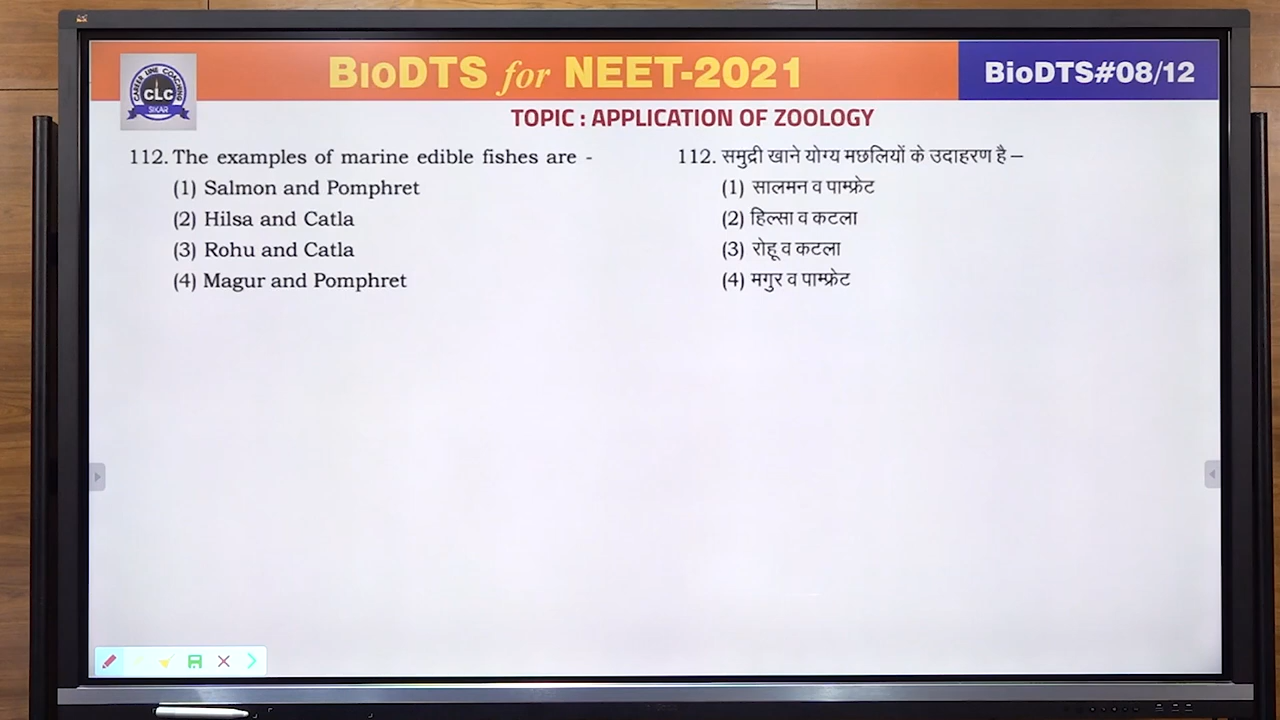 CAREER LINE COACHING
CLC
SIKAR
BioDTS for NEET-2021
BioDTS#08/12
TOPIC : APPLICATION OF ZOOLOGY
112. The examples of marine edible fishes are -
(1) Salmon and Pomphret
(2) Hilsa and Catla
(3) Rohu and Catla
(4) Magur and Pomphret
112. समुद्री खाने योग्य मछलियों के उदाहरण है –
(1) सालमन व पाम्फ्रेट
(2) हिल्सा व कटला
(3) रोहू व कटला
(4) मगुर व पाम्फ्रेट